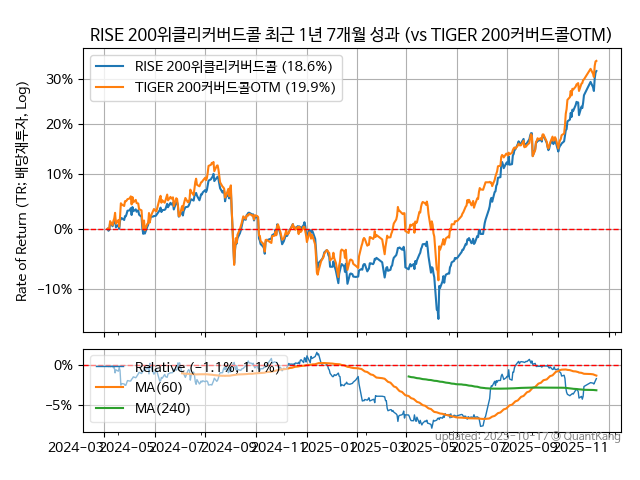 RISE 200위클리커버드콜 최근 1년 7개월 성과 (vs TIGER 200커버드콜OTM)
RISE 200위클리커버드콜 (18.6%)
TIGER 200커버드콜OTM (19.9%)
30%
20%
10%
0%
−10%
Rate of Return (TR: 배당재투자, Log)
Relative (−1.1%, 1.1%)
MA(60)
MA(240)
0%
−5%
updated: 2025-10-17 @ QuantKang
2024-03 2024-05 2024-07 2024-09 2024-11 2025-01 2025-03 2025-05 2025-07 2025-09 2025-11